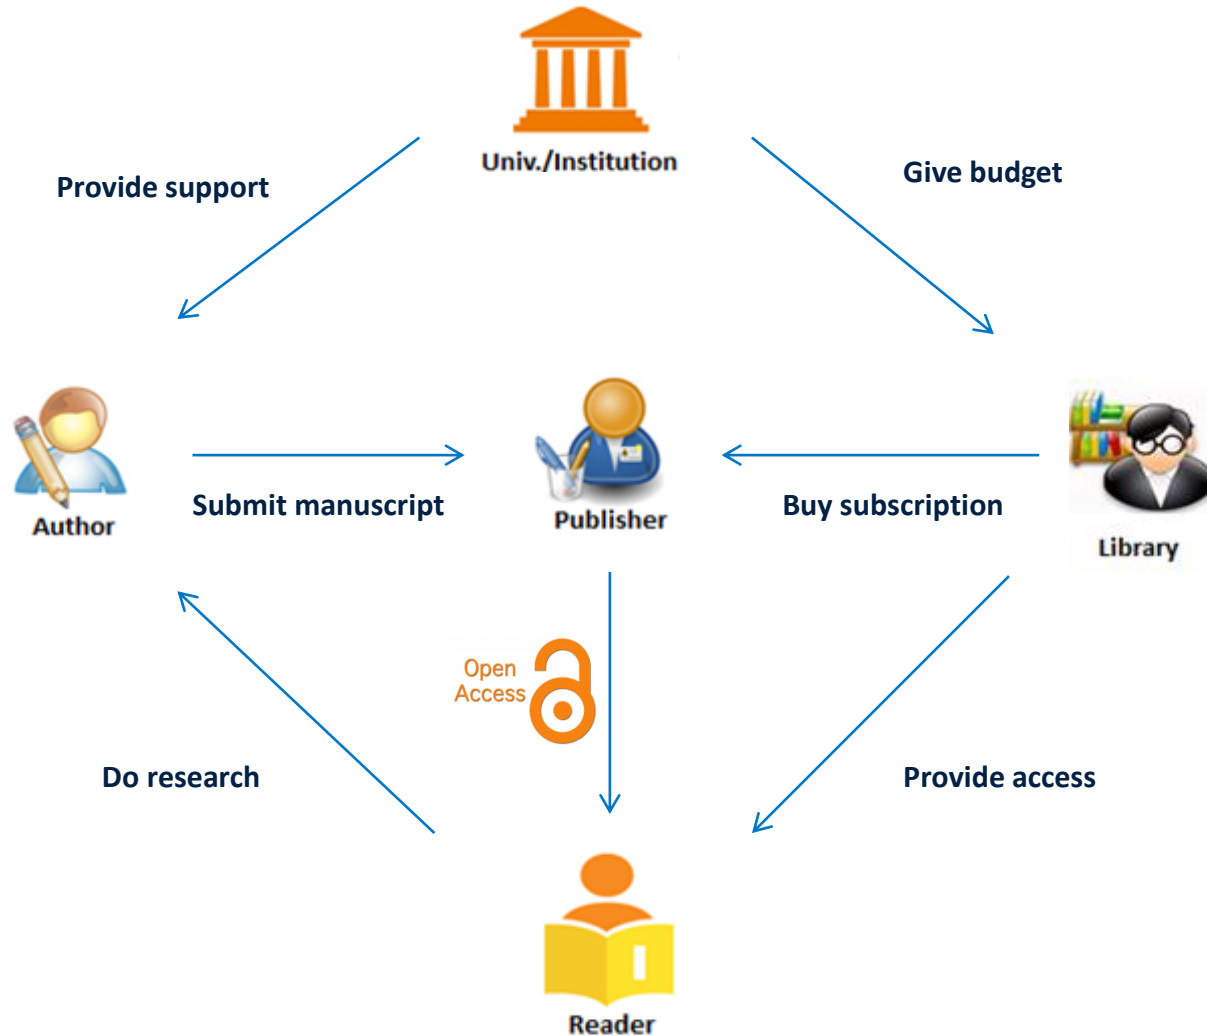 Univ./Institution
Provide support
Give budget
Submit manuscript
Buy subscription
Author
Publisher
Library
Open
Access
Do research
Provide access
Reader